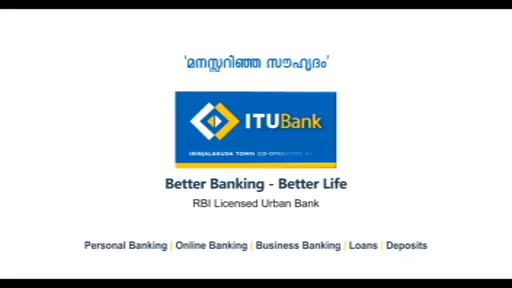 'മനസ്സറിഞ്ഞ സൗഹൃദം'
ITUBank
IRINJALAKUDA TOWN CO-OPERATIVE
Better Banking - Better Life
RBI Licensed Urban Bank
Personal Banking | Online Banking | Business Banking | Loans | Deposits